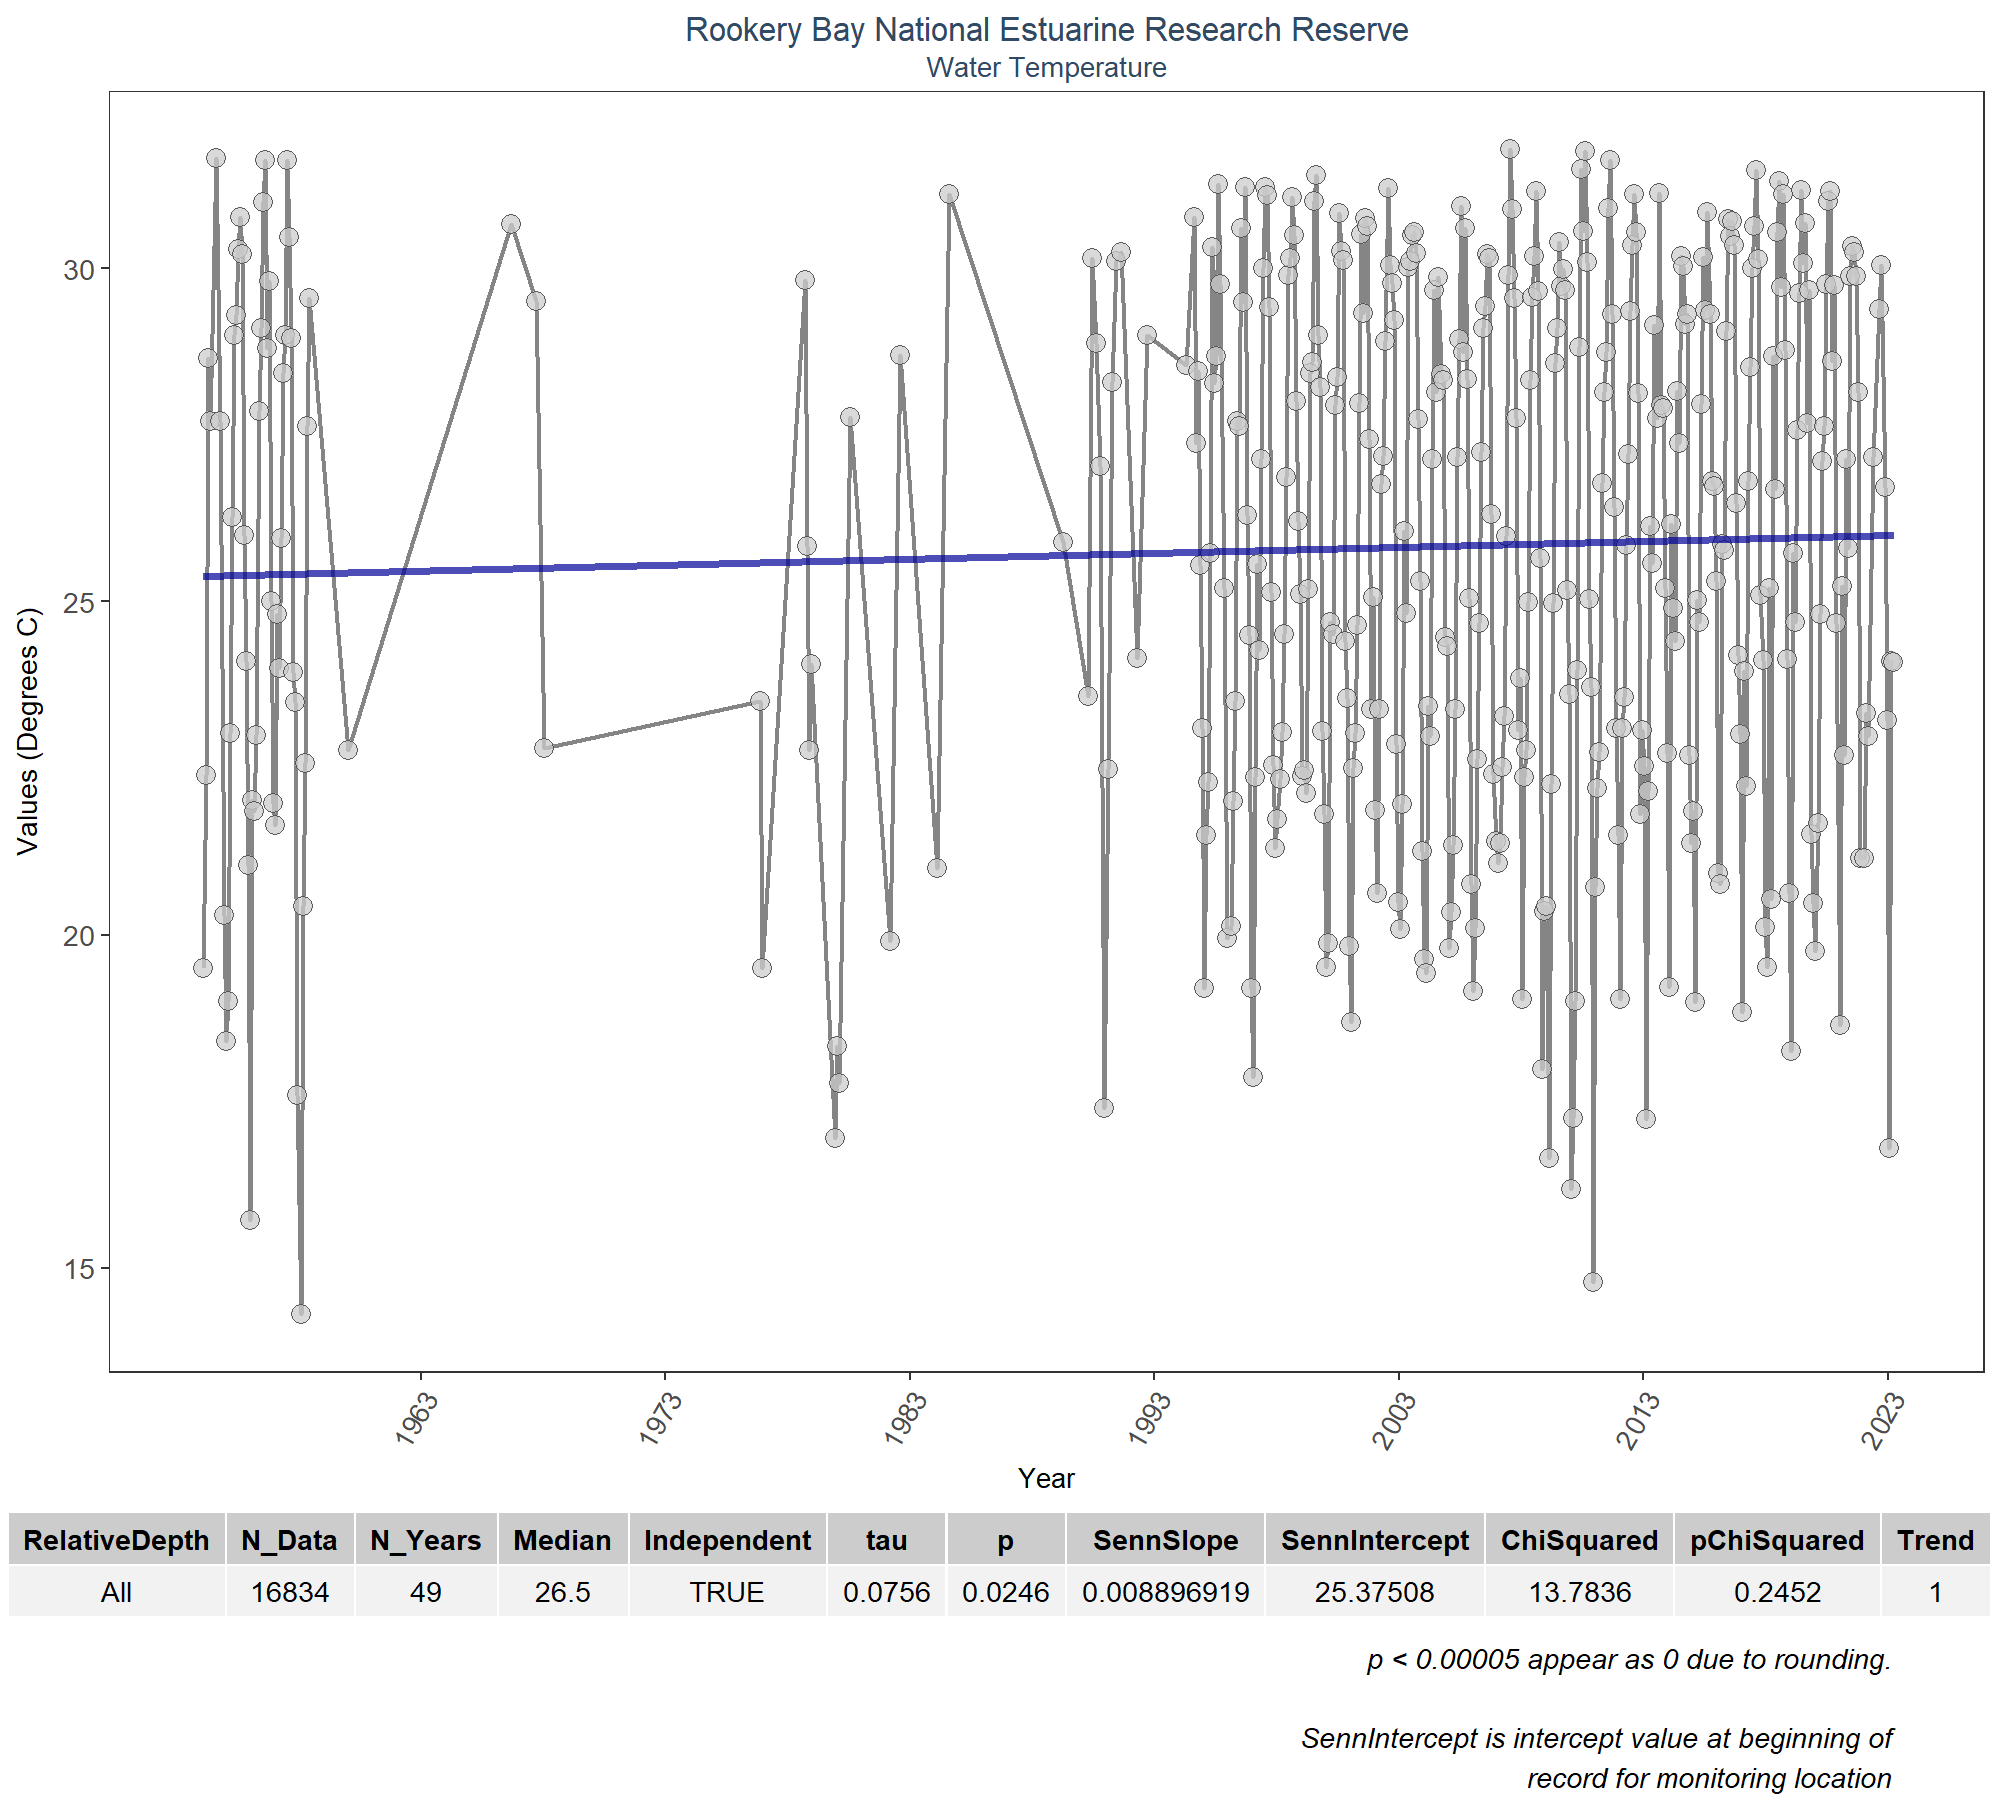 Rookery Bay National Estuarine Research Reserve
Water Temperature
30
25
20
15
Values (Degrees C)
1963 1973 1983 1993 2003 2013 2023
Year
RelativeDepth N_Data N_Years Median Independent tau p SennSlope SennIntercept ChiSquared pChiSquared Trend
All 16834 49 26.5 TRUE 0.0756 0.0246 0.008896919 25.37508 13.7836 0.2452 1
p < 0.00005 appear as 0 due to rounding.
SennIntercept is intercept value at beginning of
record for monitoring location